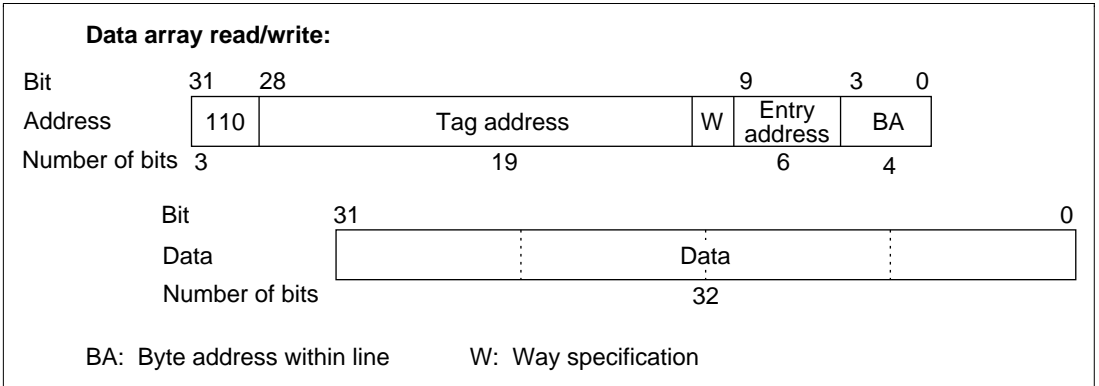 Data array read/write:
Bit 31 28 9 3 0
Address 110 Tag address W Entry address BA
Number of bits 3 19 6 4
Bit 31 0
Data Data
Number of bits 32
BA: Byte address within line W: Way specification